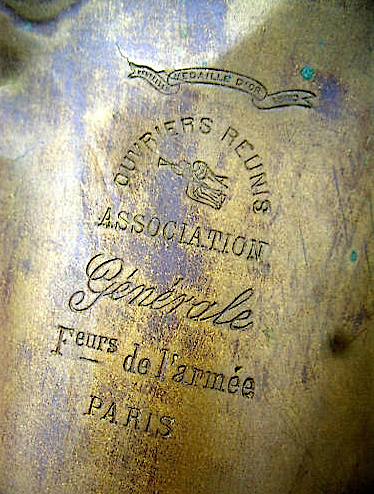 MEDAILLE D'OR
OUVRIERS REUNIS
ASSOCIATION
Générale
Feurs de l'armée
PARIS